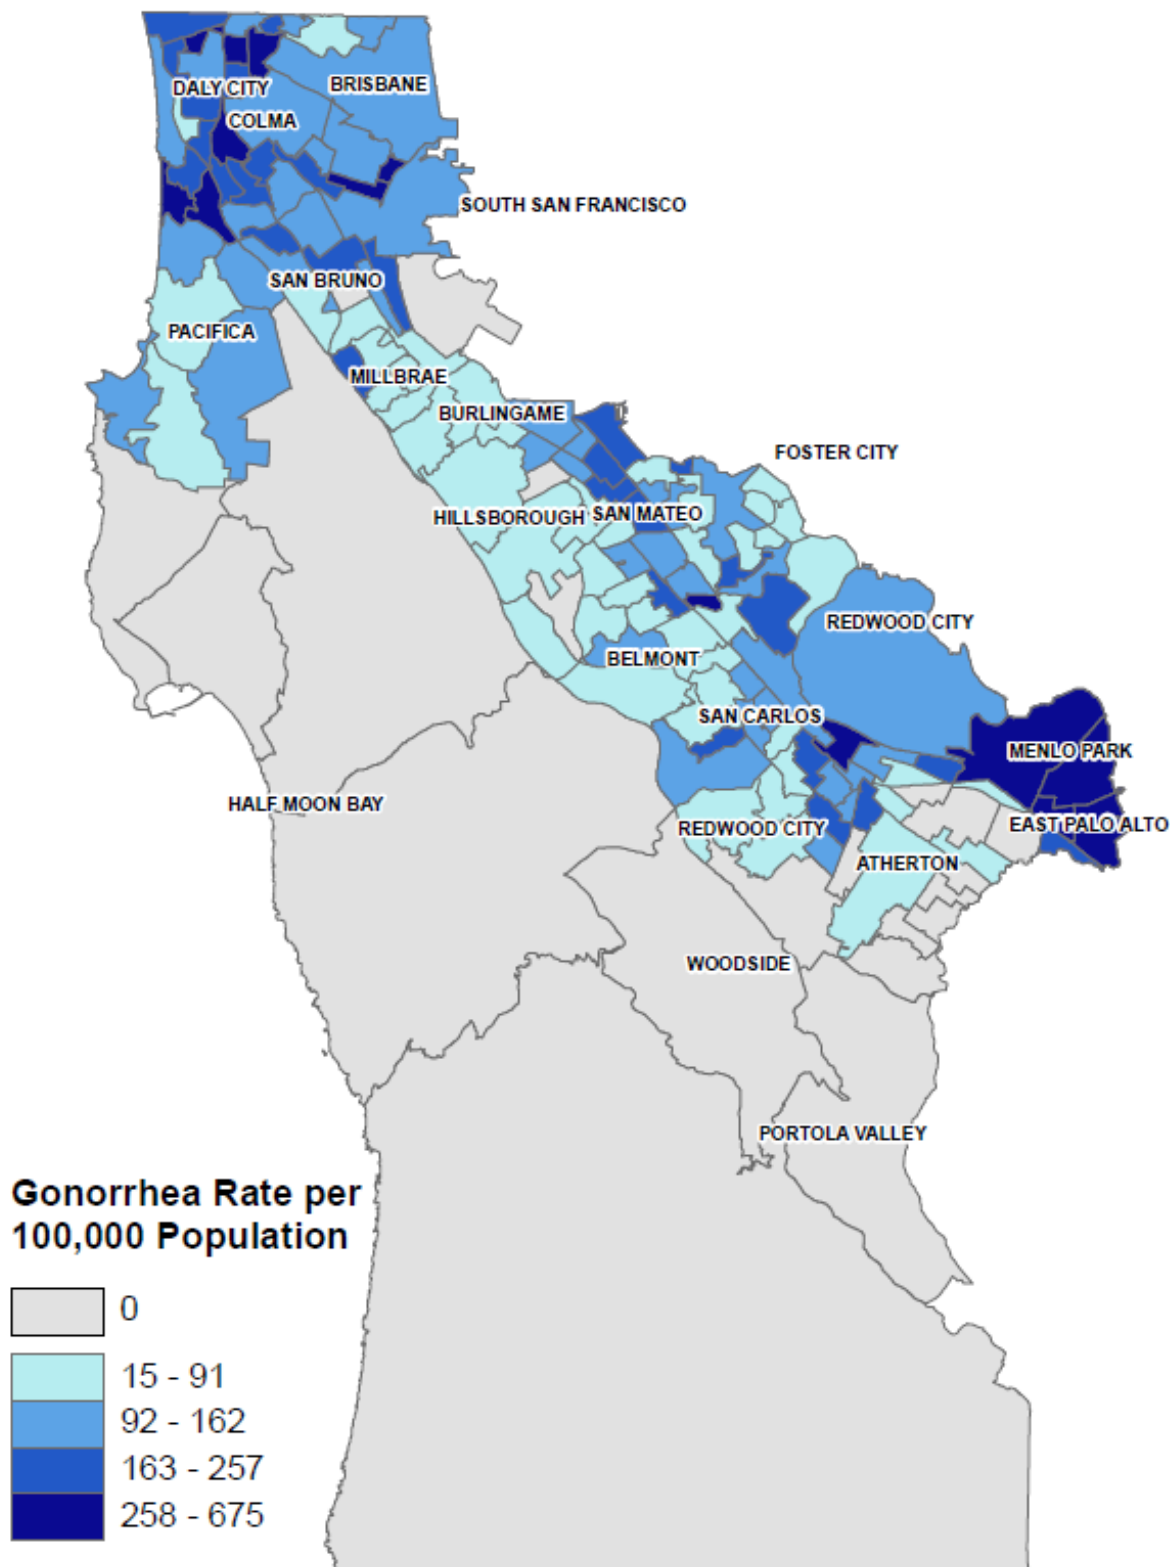 DALY CITY
BRISBANE
COLMA
SOUTH SAN FRANCISCO
SAN BRUNO
PACIFICA
MILLBRAE
BURLINGAME
FOSTER CITY
HILLSBOROUGH
SAN MATEO
REDWOOD CITY
BELMONT
SAN CARLOS
MENLO PARK
HALF MOON BAY
REDWOOD CITY
EAST PALO ALTO
ATHERTON
WOODSIDE
PORTOLA VALLEY
Gonorrhea Rate per
100,000 Population
0
15 - 91
92 - 162
163 - 257
258 - 675